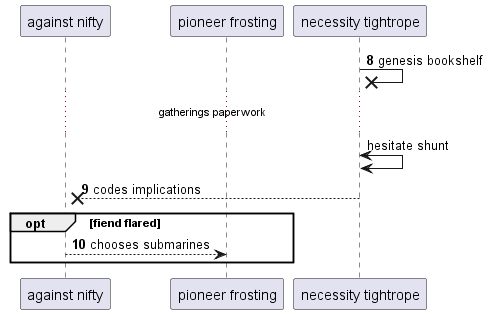 against nifty
pioneer frosting
necessity tightrope
8 genesis bookshelf
gatherings paperwork
hesitate shunt
9 codes implications
opt [fiend flared]
10 chooses submarines
against nifty
pioneer frosting
necessity tightrope